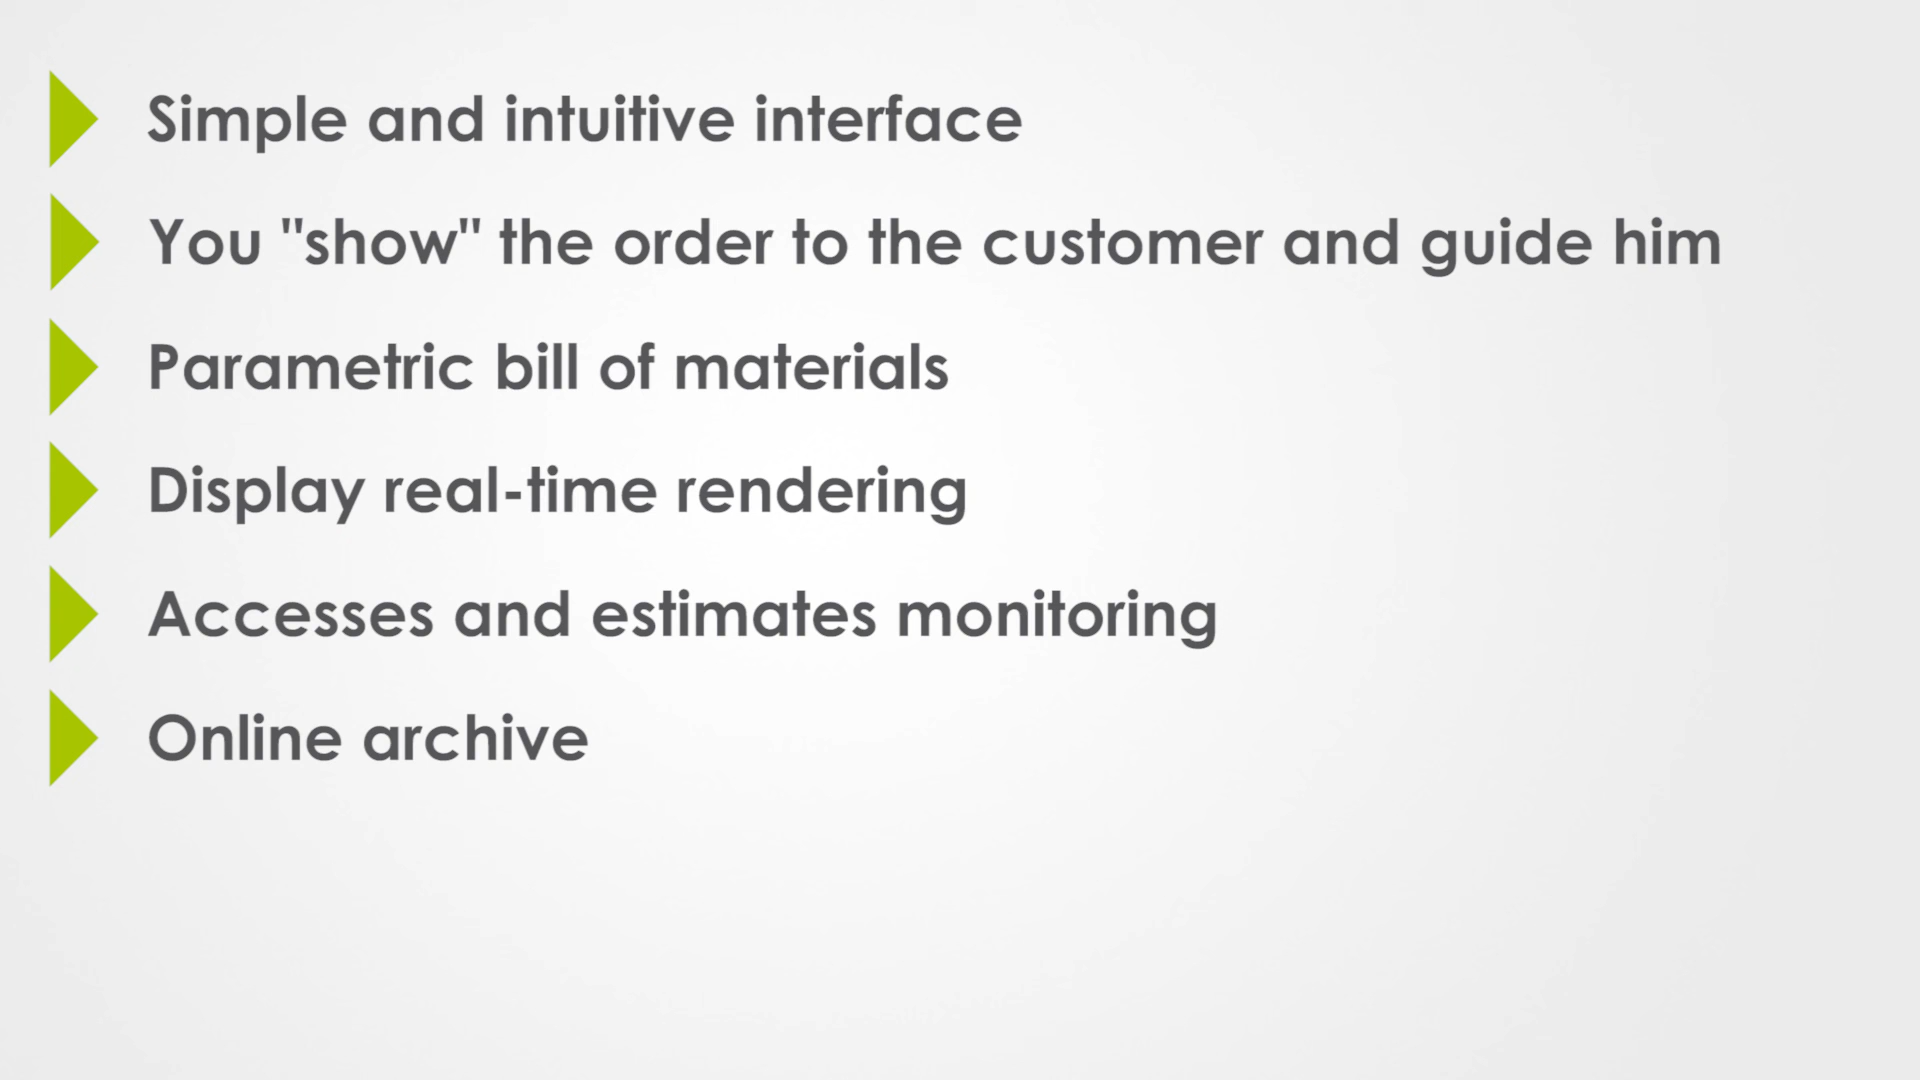 Simple and intuitive interface
You "show" the order to the customer and guide him
Parametric bill of materials
Display real-time rendering
Accesses and estimates monitoring
Online archive